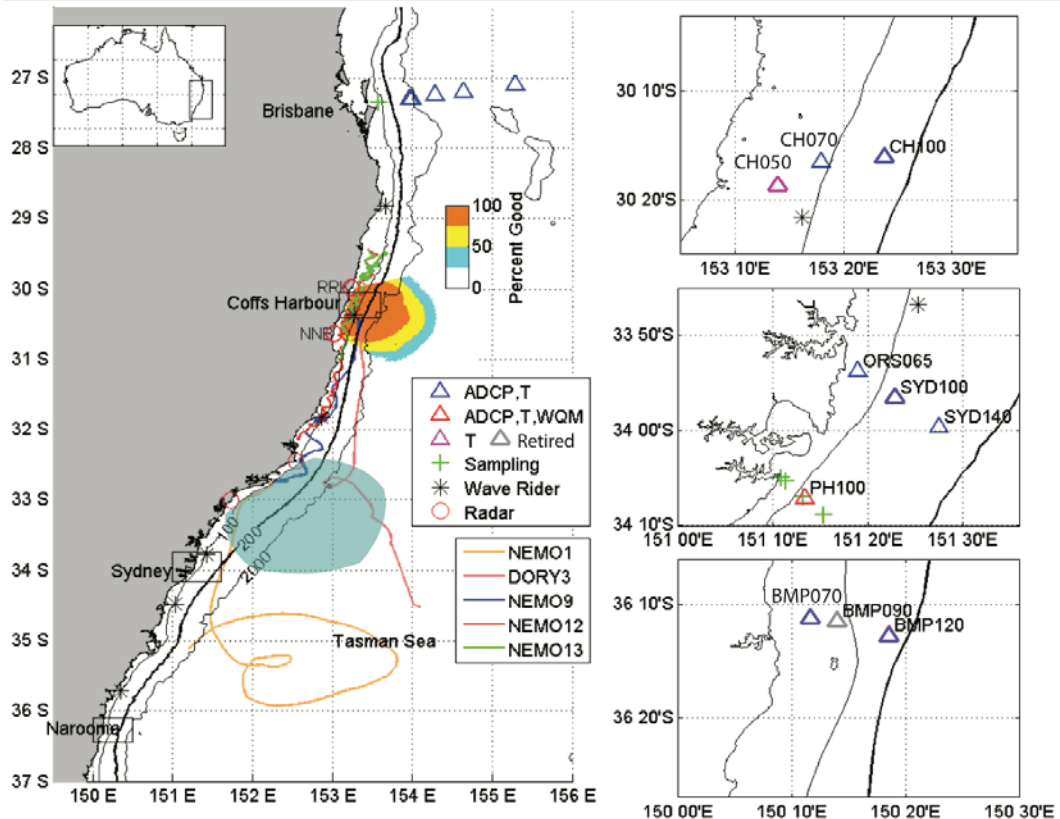 27 S
Brisbane
28 S
29 S
100
50
0
Percent Good
30 S
Coffs Harbour
31 S
ADCP,T
ADCP,T,WQM
T Retired
Sampling
Wave Rider
Radar
32 S
33 S
100
200
2000
34 S
Sydney
NEMO1
DORY3
NEMO9
NEMO12
NEMO13
35 S
Tasman Sea
36 S
Narooma
37 S
150 E 151 E 152 E 153 E 154 E 155 E 156 E
30 10'S
CH070
CH100
CH050
30 20'S
153 10'E 153 20'E 153 30'E 153 40'E
33 50'S
ORS065
SYD100
SYD140
34 00'S
PH100
34 10'S
151 00'E 151 10'E 151 20'E 151 30'E
36 10'S
BMP070
BMP090
BMP120
36 20'S
150 00'E 150 10'E 150 20'E 150 30'E